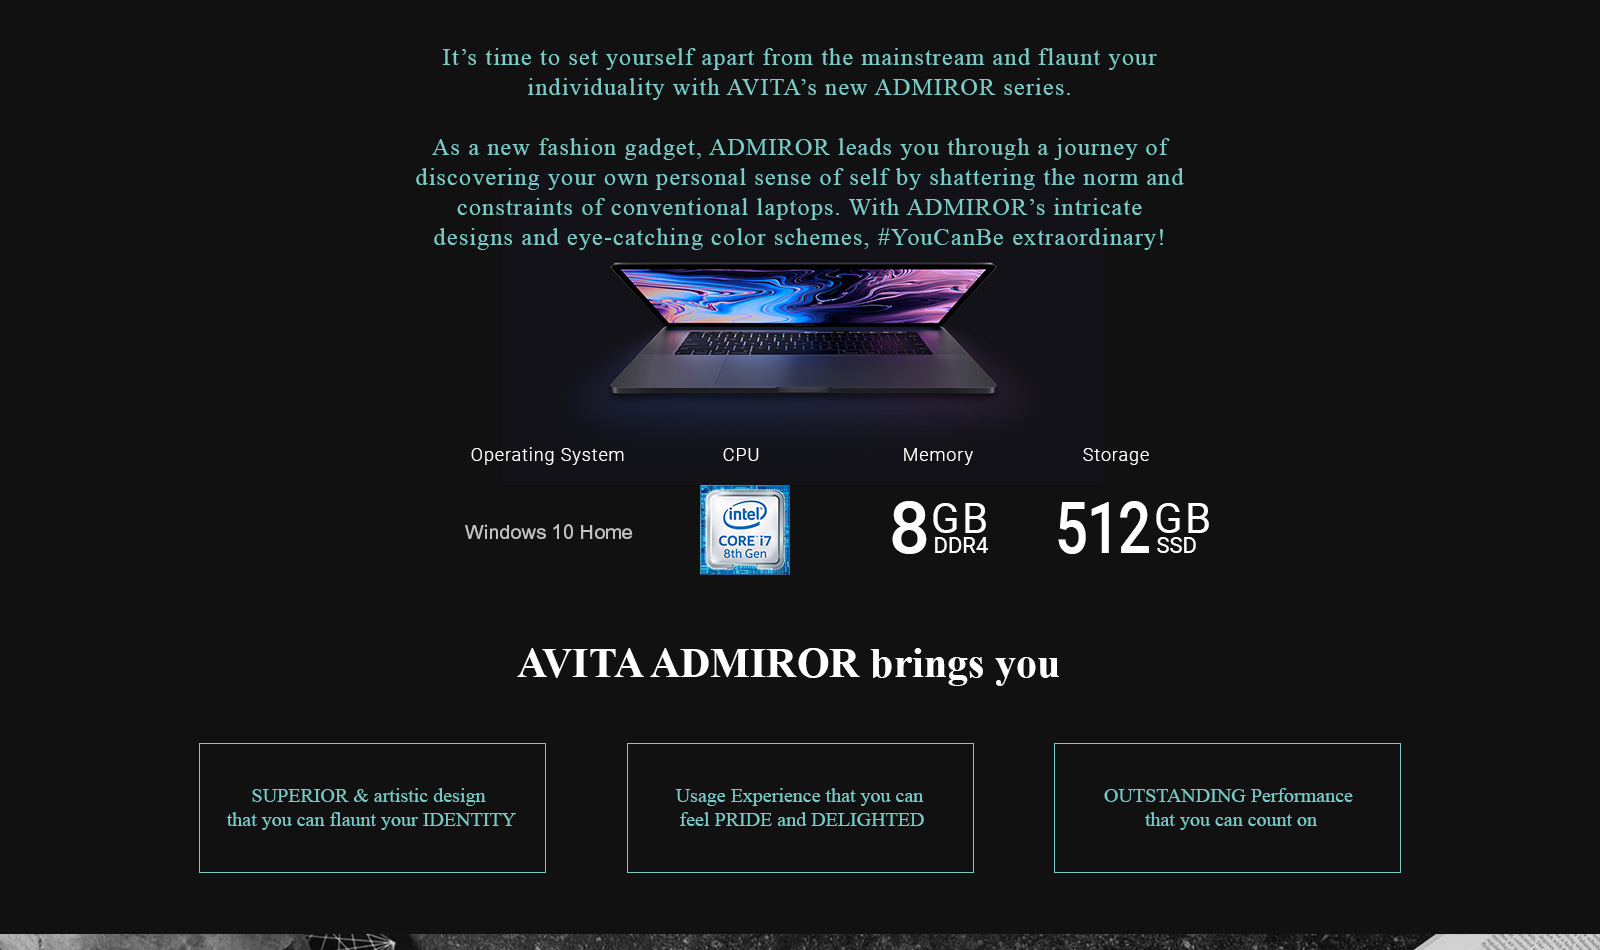 It’s time to set yourself apart from the mainstream and flaunt your
individuality with AVITA’s new ADMIROR series.
As a new fashion gadget, ADMIROR leads you through a journey of
discovering your own personal sense of self by shattering the norm and
constraints of conventional laptops. With ADMIROR’s intricate
designs and eye-catching color schemes, #YouCanBe extraordinary!
Operating System
CPU
Memory
Storage
Windows 10 Home
intel
CORE i7
8th Gen
8GB
DDR4
512GB
SSD
AVITA ADMIROR brings you
SUPERIOR & artistic design
that you can flaunt your IDENTITY
Usage Experience that you can
feel PRIDE and DELIGHTED
OUTSTANDING Performance
that you can count on